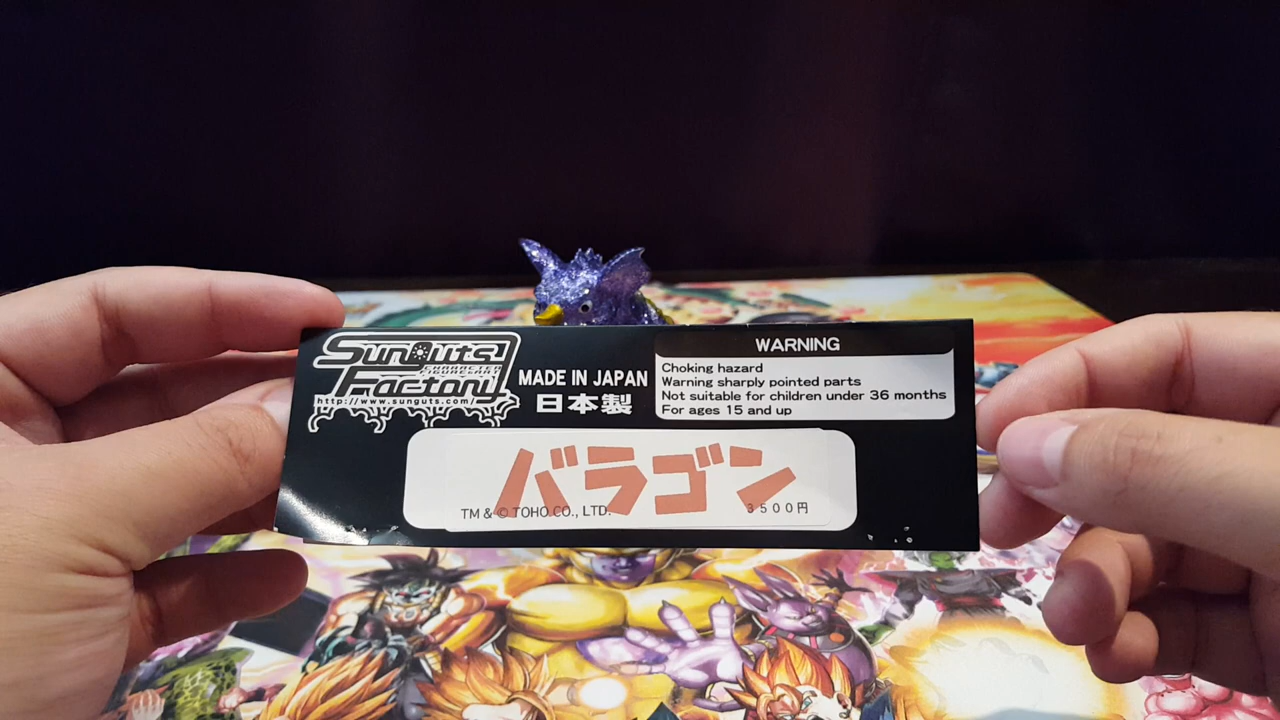 Sunguts
CHARACTER
CONCEPT
Factory
http://www.sunguts.com/
MADE IN JAPAN
日本製
WARNING
Choking hazard
Warning sharply pointed parts
Not suitable for children under 36 months
For ages 15 and up
バラゴン
TM & © TOHO.CO., LTD.
3500円